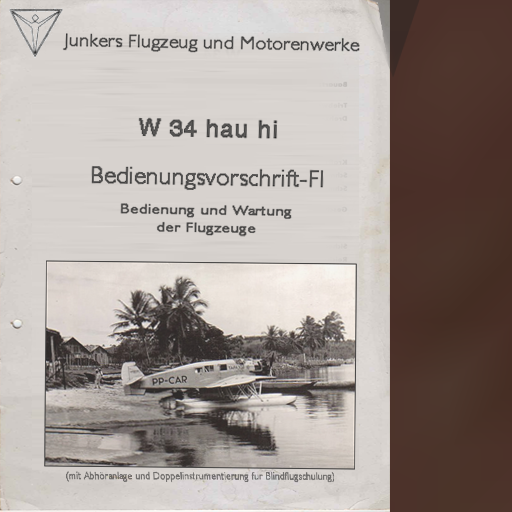 Junkers Flugzeug und Motorenwerke
W 34 hau hi
Bedienungsvorschrift-Fl
Bedienung und Wartung
der Flugzeuge
PP-CAR
(mit Abhöranlage und Doppelinstrumentierung für Blindflugschulung)